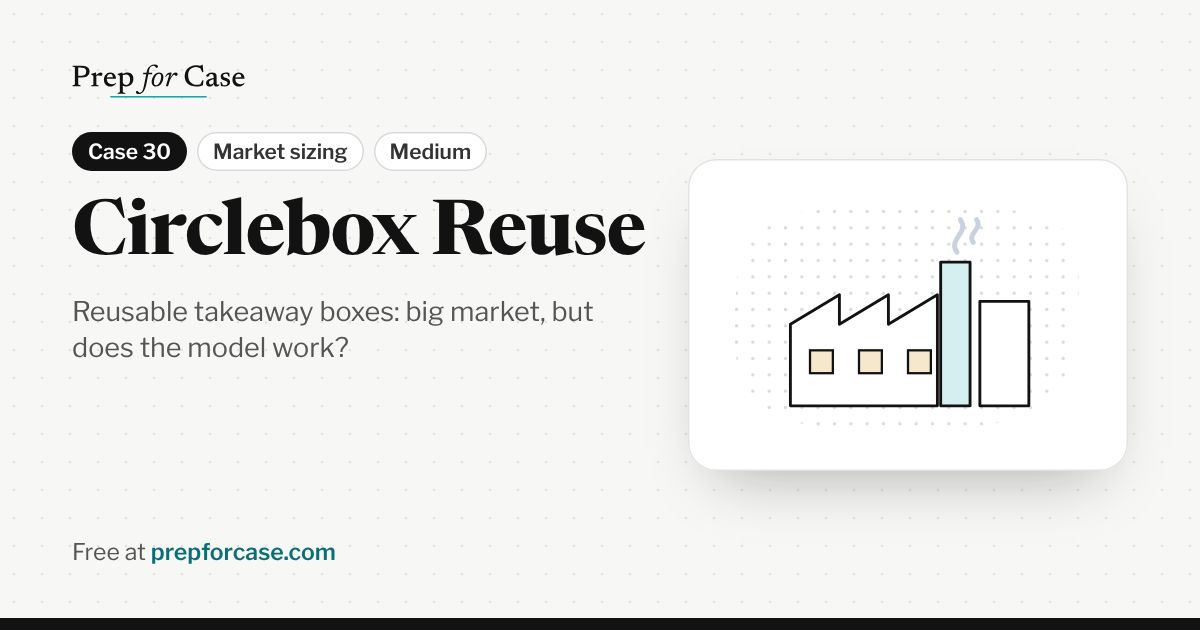 Prep for Case
Case 30
Market sizing
Medium
Circlebox Reuse
Reusable takeaway boxes: big market, but
does the model work?
Free at prepforcase.com